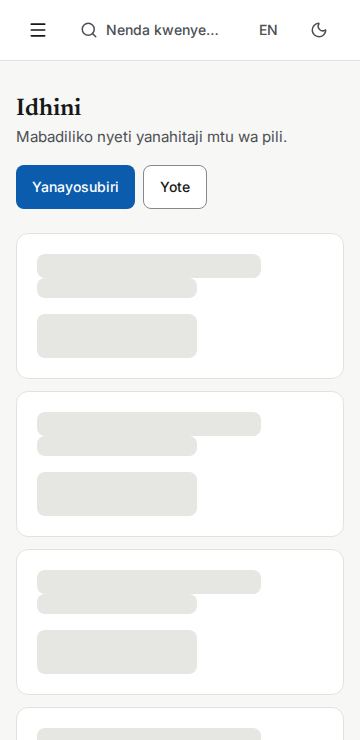 Nenda kwenye...
EN
Idhini
Mabadiliko nyeti yanahitaji mtu wa pili.
Yanayosubiri
Yote